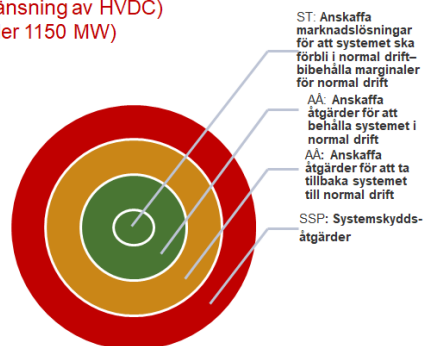 änsning av HVDC)
er 1150 MW)
ST: Anskaffa
marknadslösningar
för att systemet ska
förbli i normal drift–
bibehålla marginaler
för normal drift
AÅ: Anskaffa
åtgärder för att
behålla systemet i
normal drift
AÅ: Anskaffa
åtgärder för att ta
tillbaka systemet
till normal drift
SSP: Systemskydds-
åtgärder